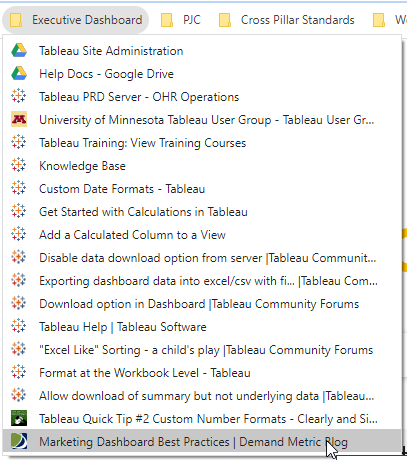 Executive Dashboard PJC Cross Pillar Standards
Tableau Site Administration
Help Docs - Google Drive
Tableau PRD Server - OHR Operations
University of Minnesota Tableau User Group - Tableau User Gr...
Tableau Training: View Training Courses
Knowledge Base
Custom Date Formats - Tableau
Get Started with Calculations in Tableau
Add a Calculated Column to a View
Disable data download option from server |Tableau Communit...
Exporting dashboard data into excel/csv with fi... |Tableau Com...
Download option in Dashboard |Tableau Community Forums
Tableau Help | Tableau Software
"Excel Like" Sorting - a child's play |Tableau Community Forums
Format at the Workbook Level - Tableau
Allow download of summary but not underlying data |Tableau...
Tableau Quick Tip #2 Custom Number Formats - Clearly and Si...
Marketing Dashboard Best Practices | Demand Metric Blog